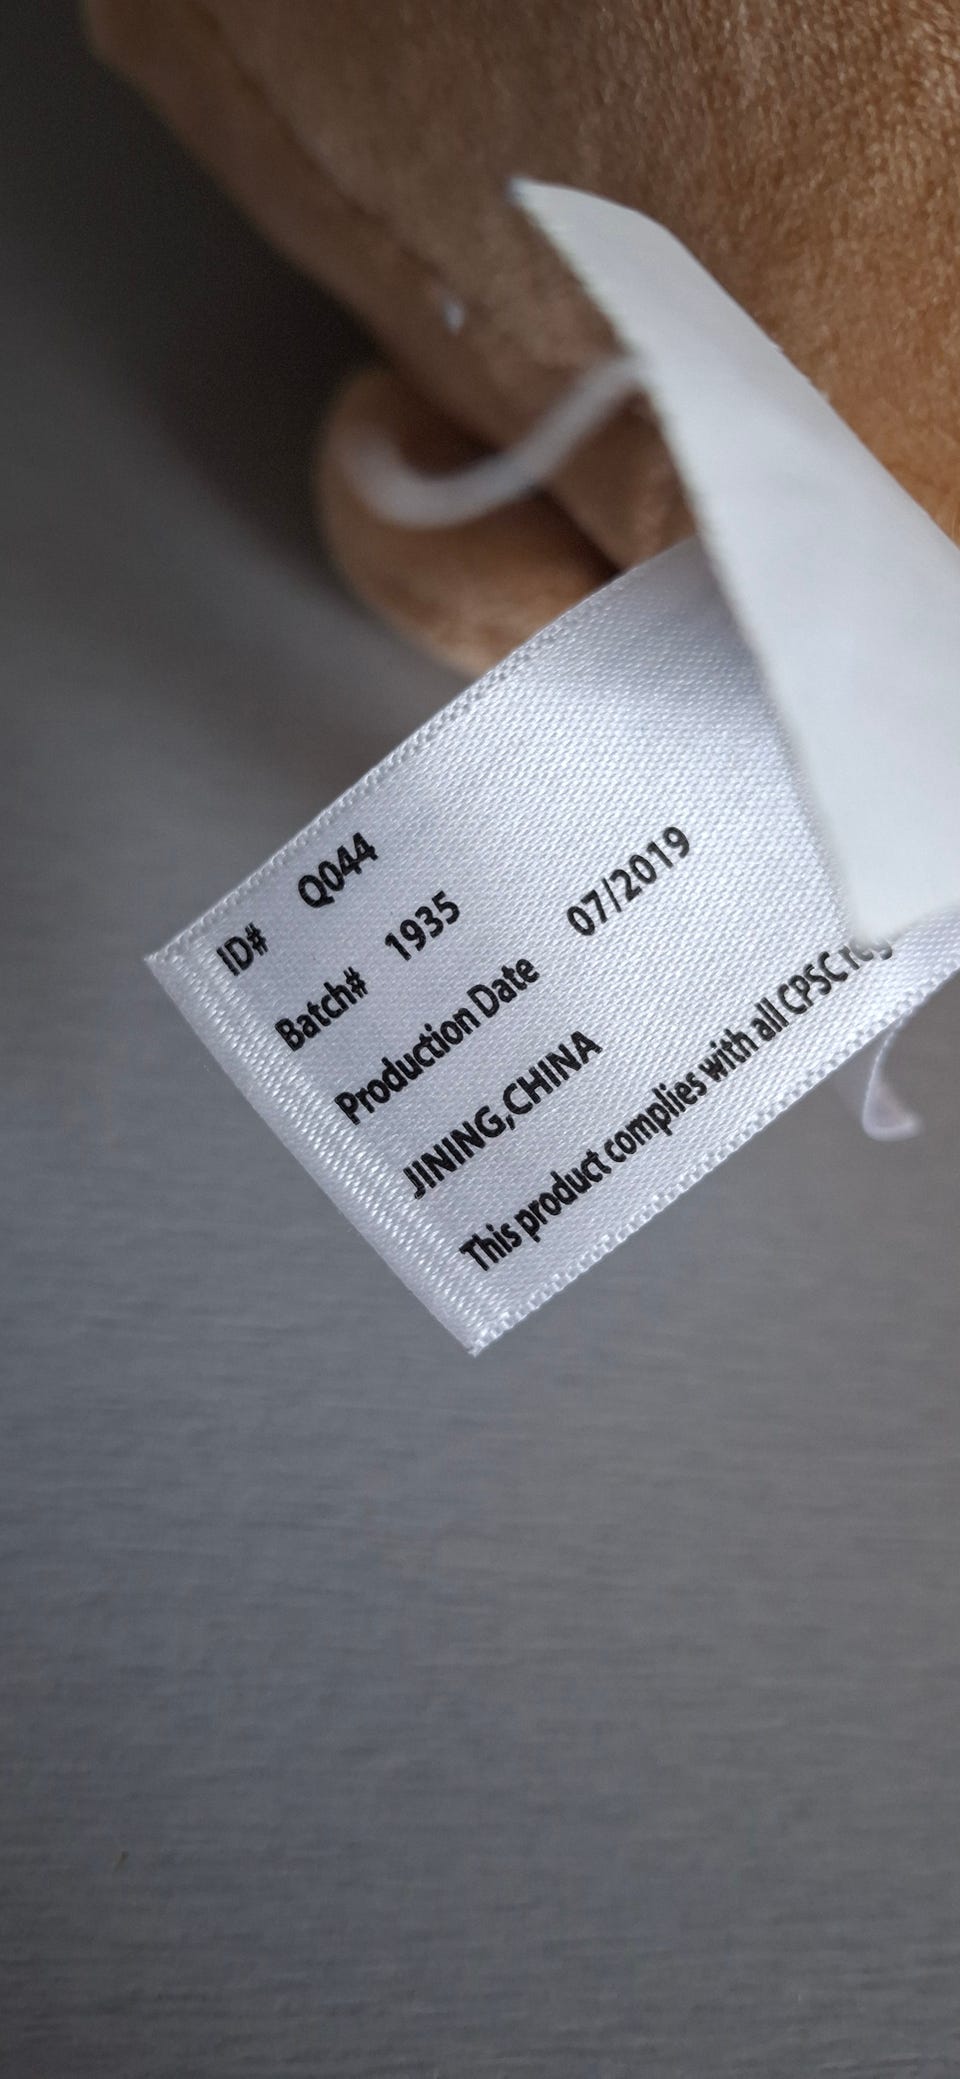 ID# Q044
Batch# 1935
Production Date 07/2019
JINING,CHINA
This product complies with all CPSC